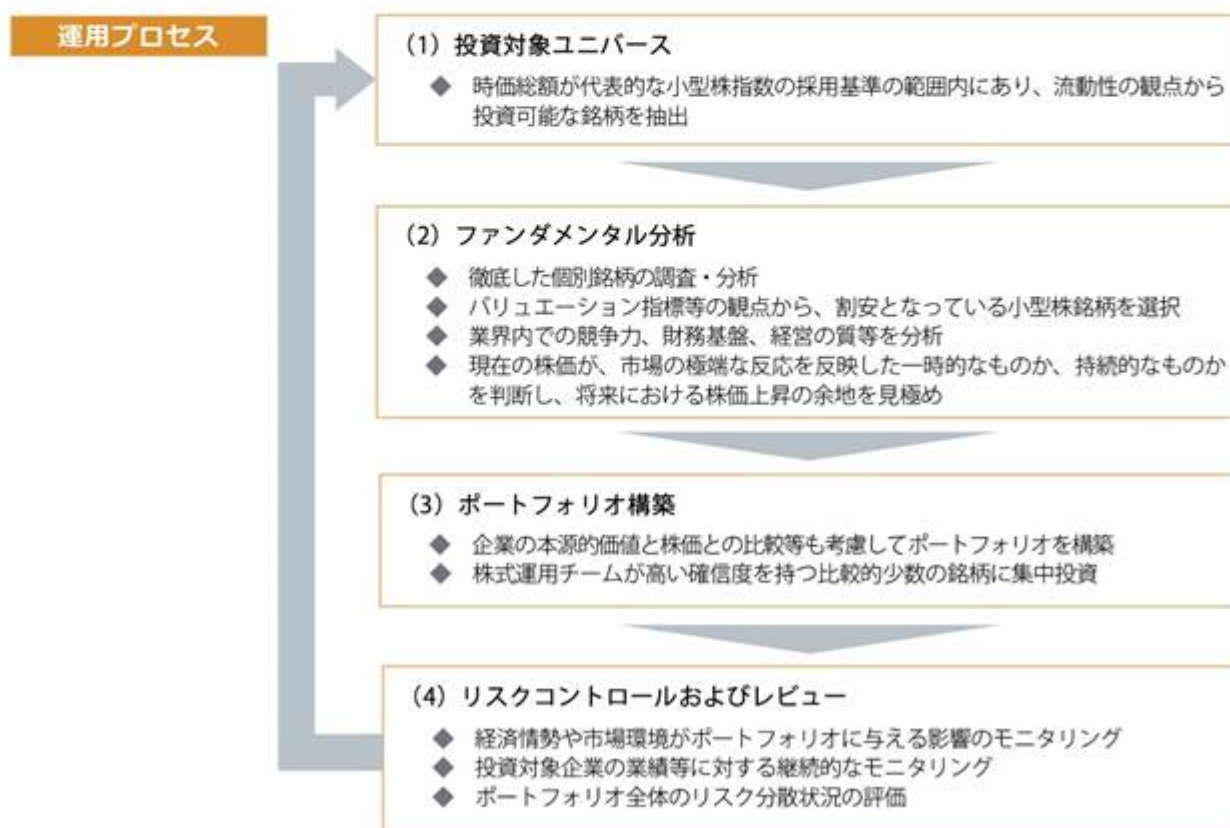 運用プロセス
(1) 投資対象ユニバース
◆ 時価総額が代表的な小型株指数の採用基準の範囲内にあり、流動性の観点から
投資可能な銘柄を抽出
(2) ファンダメンタル分析
◆ 徹底した個別銘柄の調査・分析
◆ バリュエーション指標等の観点から、割安となっている小型株銘柄を選択
◆ 業界内での競争力、財務基盤、経営の質等を分析
◆ 現在の株価が、市場の極端な反応を反映した一時的なものか、持続的なものか
を判断し、将来における株価上昇の余地を見極め
(3) ポートフォリオ構築
◆ 企業の本源的価値と株価との比較等も考慮してポートフォリオを構築
◆ 株式運用チームが高い確信度を持つ比較的少数の銘柄に集中投資
(4) リスクコントロールおよびレビュー
◆ 経済情勢や市場環境がポートフォリオに与える影響のモニタリング
◆ 投資対象企業の業績等に対する継続的なモニタリング
◆ ポートフォリオ全体のリスク分散状況の評価